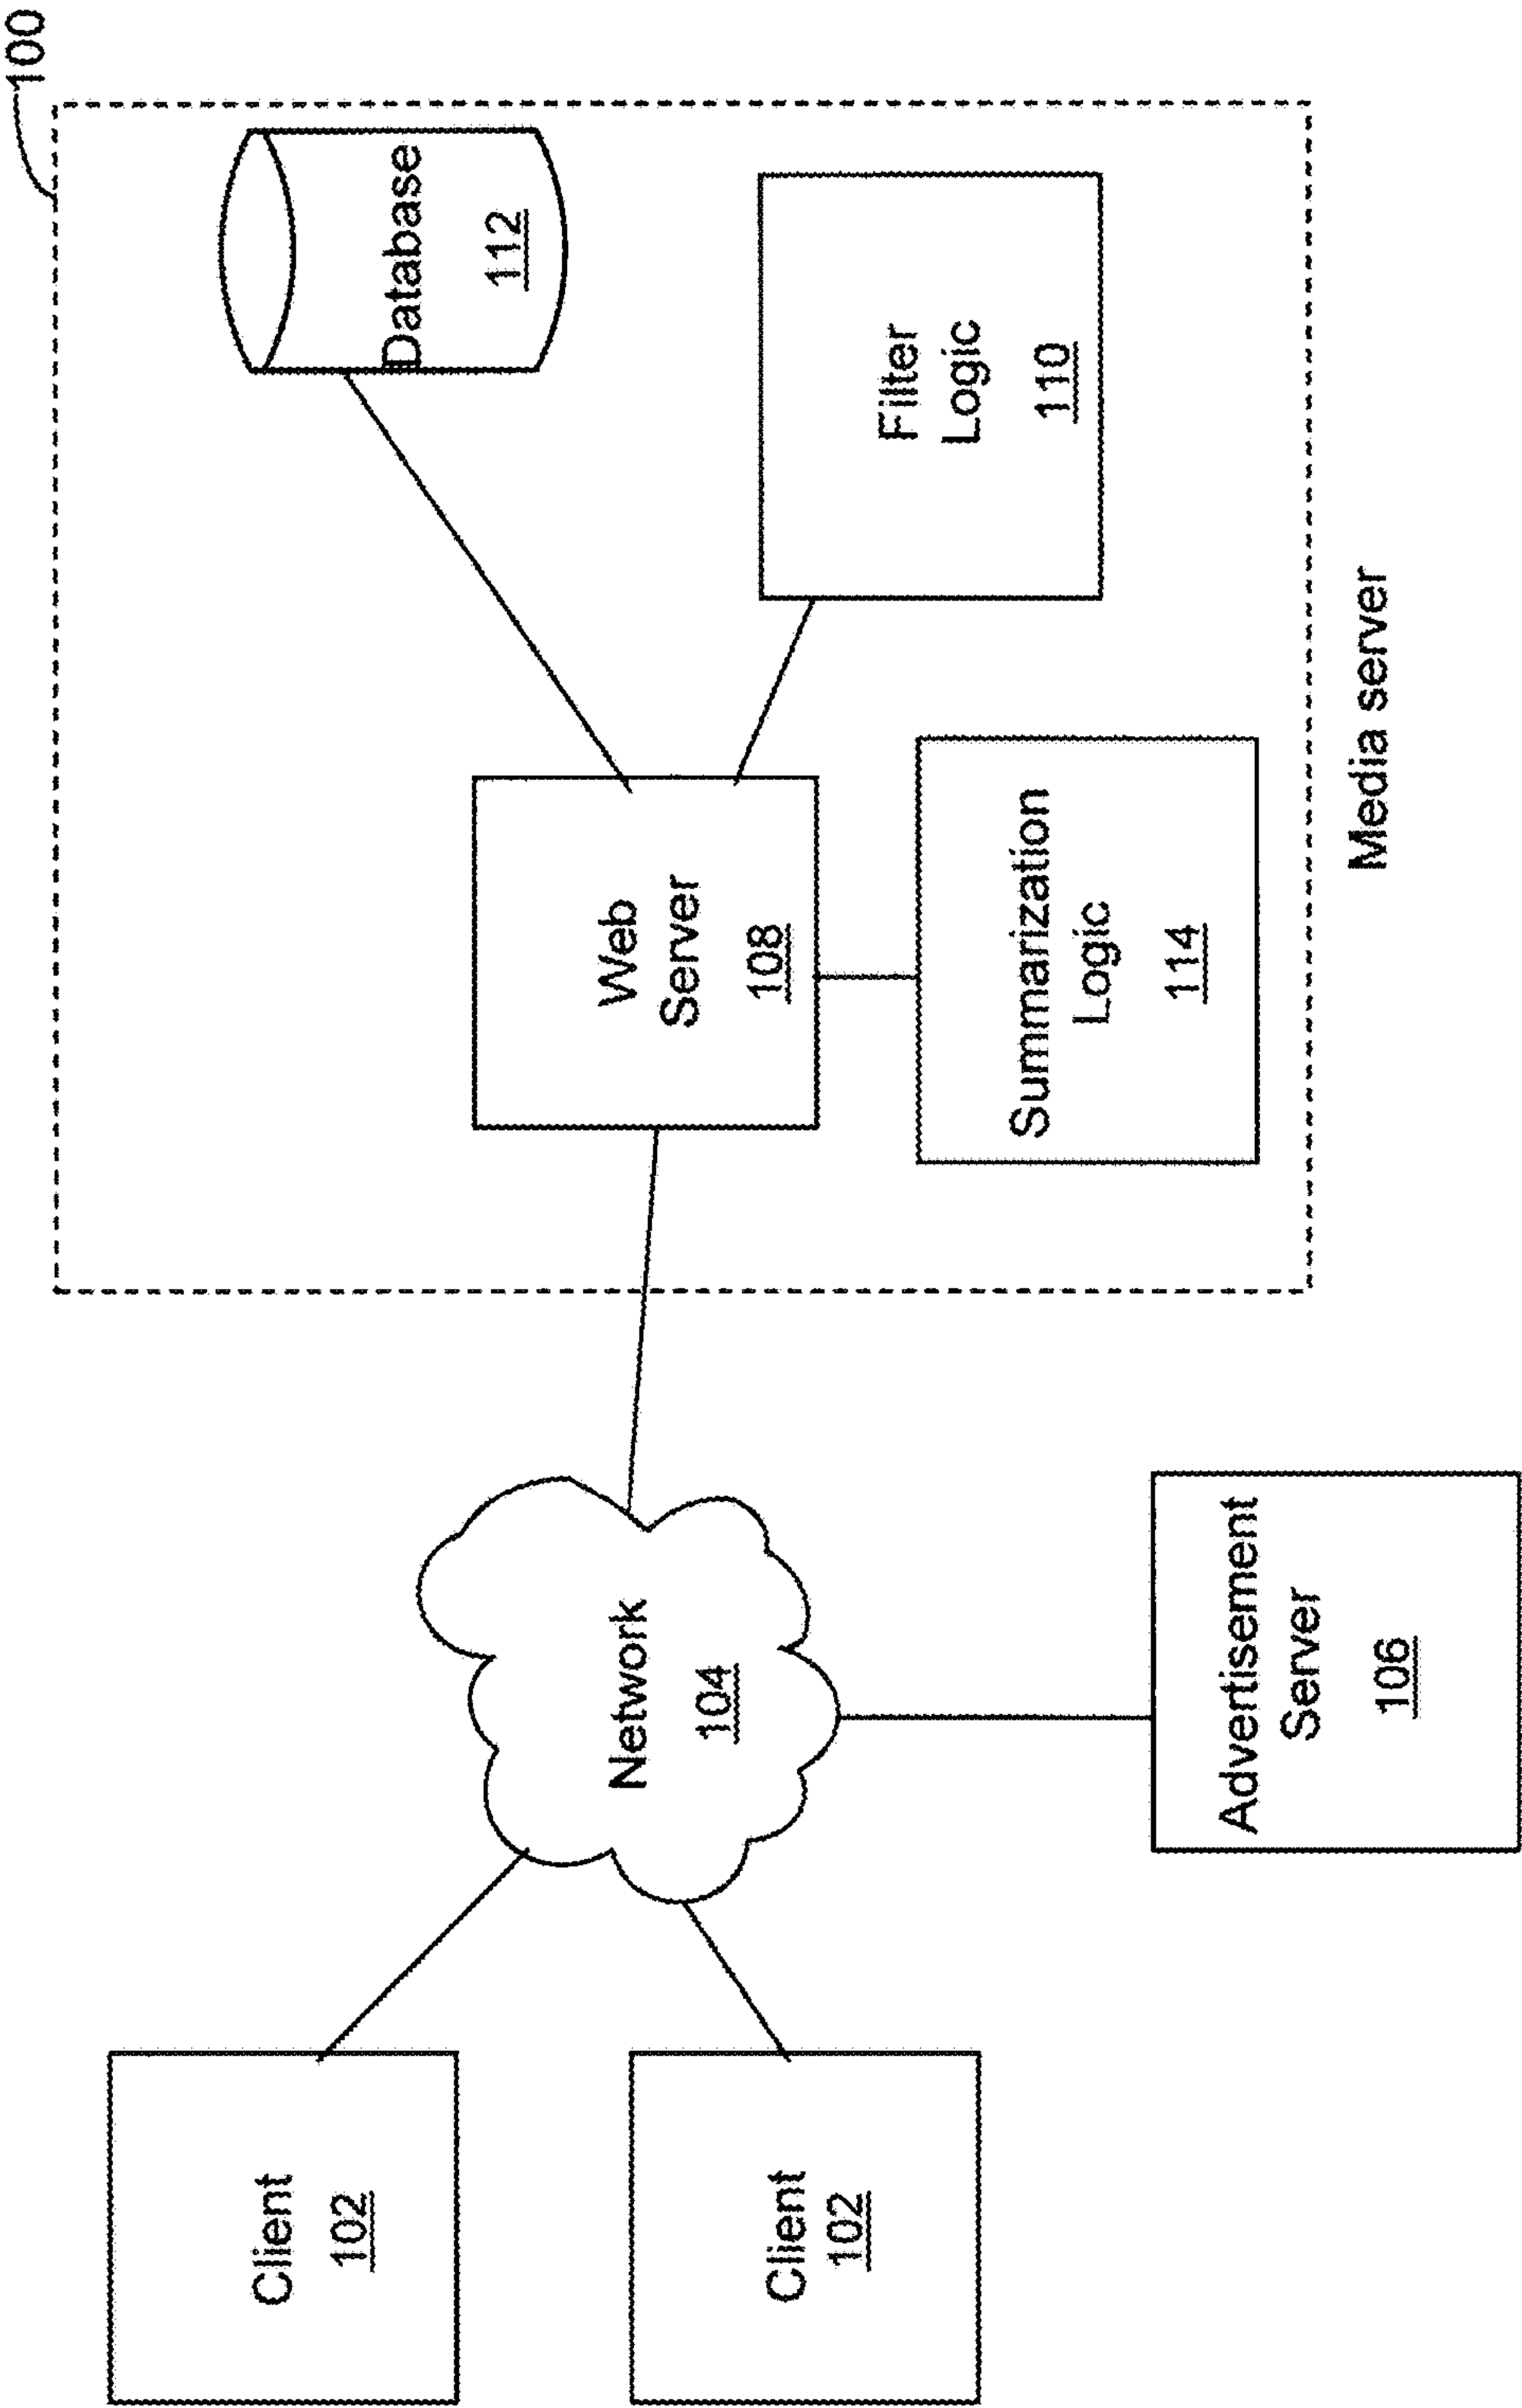 100
Database
112
Client
102
Network
104
Web
Server
108
Filter
Logic
110
Client
102
Summarization
Logic
114
Advertisement
Server
106
Media server